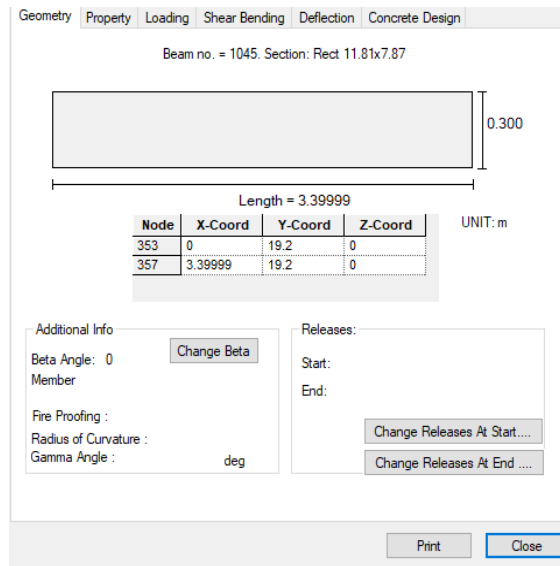 Geometry Property Loading Shear Bending Deflection Concrete Design
Beam no. = 1045. Section: Rect 11.81x7.87
0.300
Length = 3.39999
UNIT: m
Node X-Coord Y-Coord Z-Coord
353 0 19.2 0
357 3.39999 19.2 0
Additional Info
Beta Angle: 0
Change Beta
Member
Fire Proofing :
Radius of Curvature :
Gamma Angle :
deg
Releases:
Start:
End:
Change Releases At Start....
Change Releases At End ....
Print Close